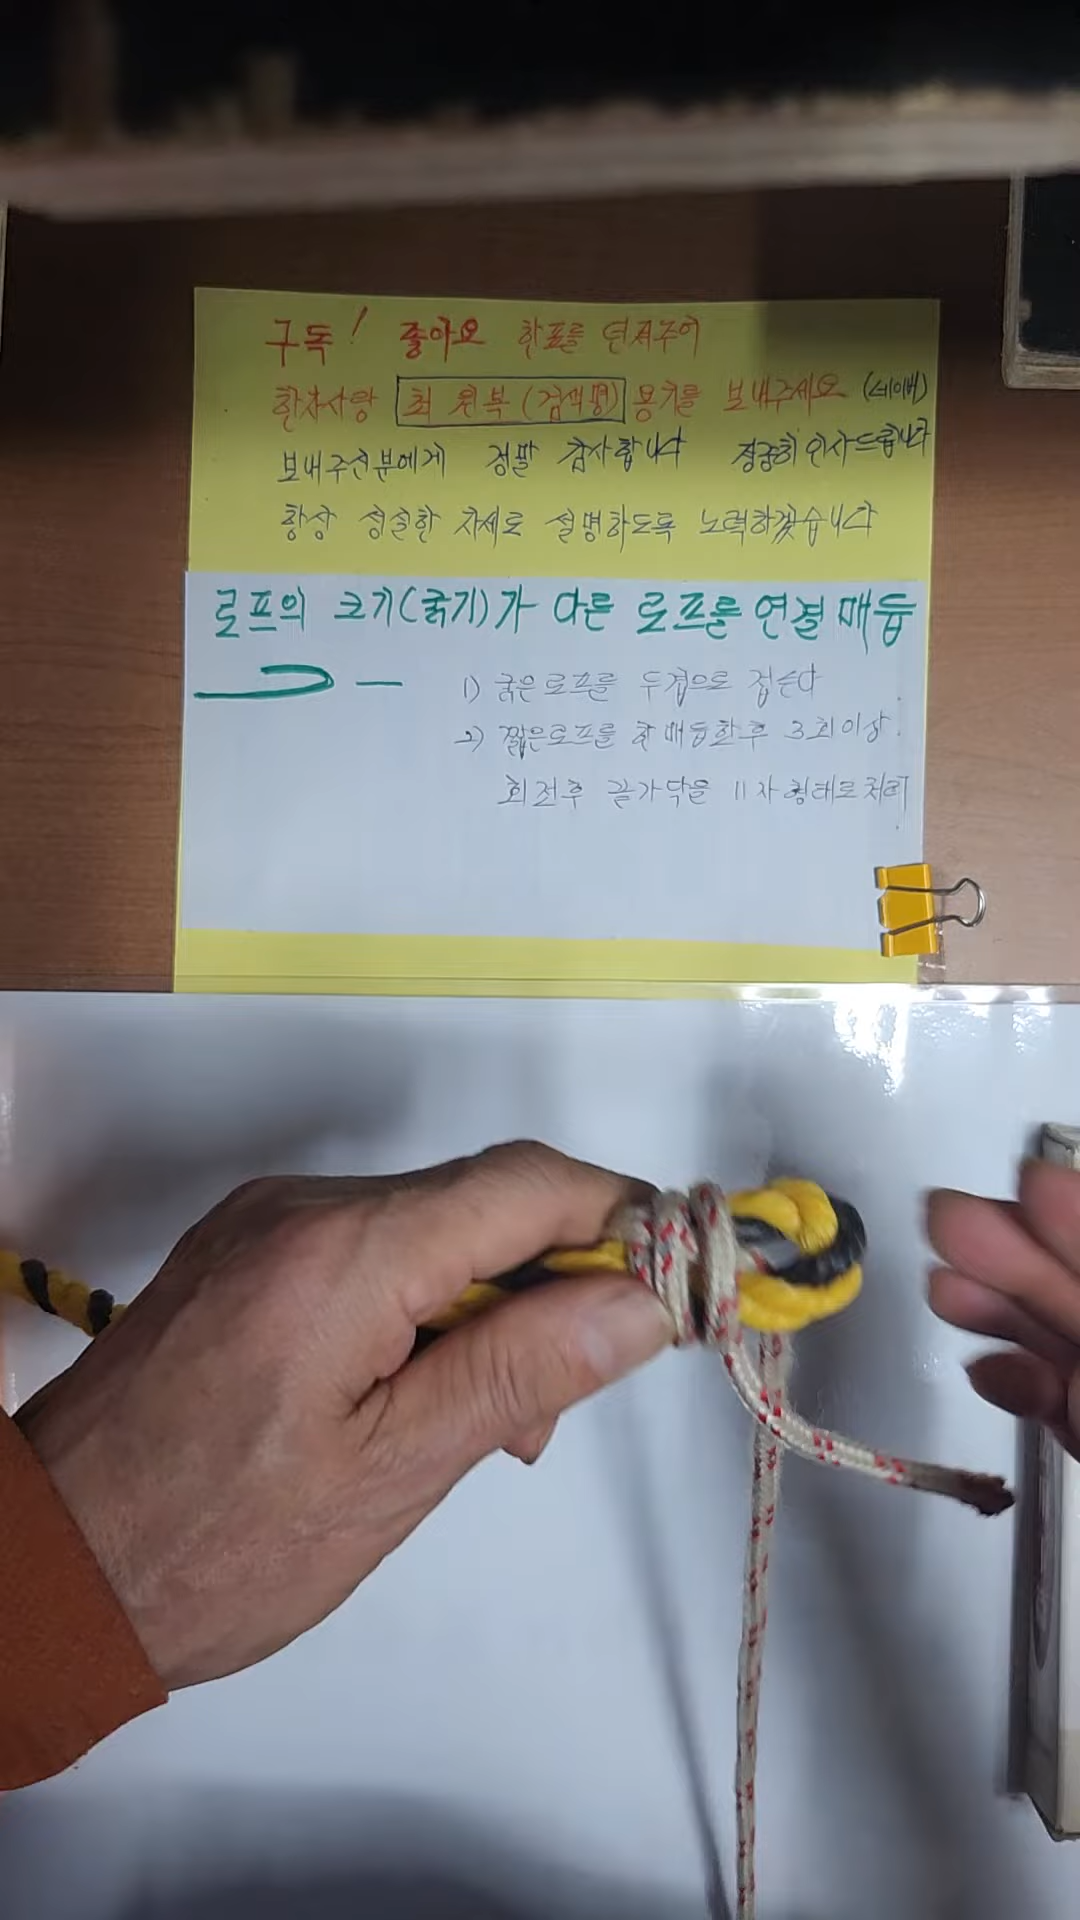 구독! 좋아요 한표를 던져주어
한자사랑 최원복(검색명) 용기를 보내주세요 (네이버)
보내주신분에게 정말 감사합니다 정중히 인사드립니다
항상 성실한 자세로 설명하도록 노력하겠습니다
로프의 크기(굵기)가 다른 로프를 연결 매듭
1) 굵은로프를 두겹으로 접는다
2) 짧은로프를 한매듭한후 3회이상
회전후 끝가닥을 11자형태로처리